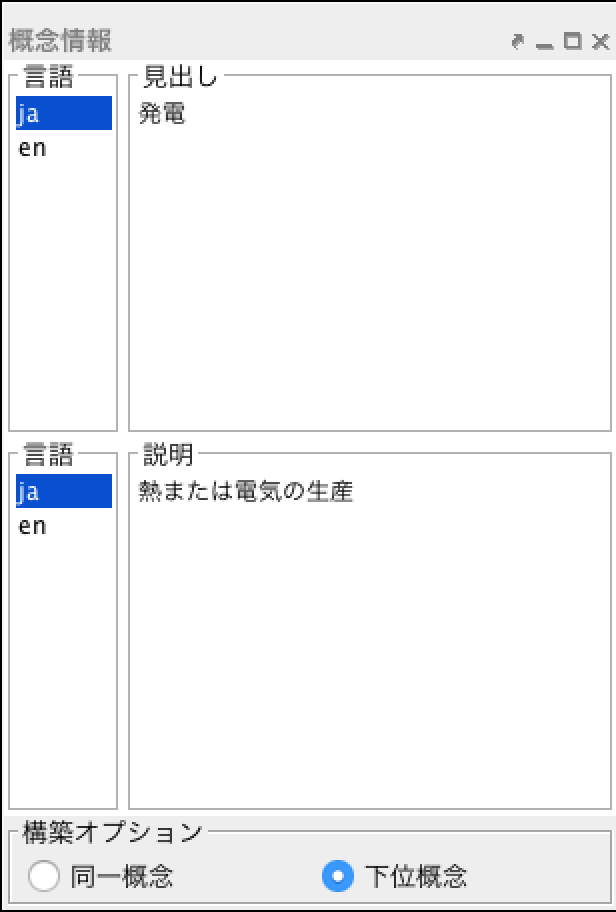 概念情報
言語
見出し
ja
発電
en
言語
説明
ja
熱または電気の生産
en
構築オプション
同一概念
下位概念